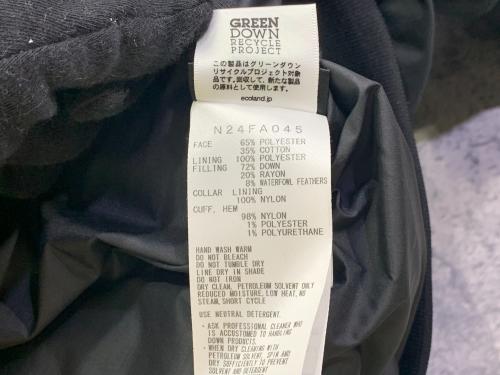 GREEN
DOWN
RECYCLE
PROJECT
この製品はグリーンダウン
リサイクルプロジェクト対象
品です。回収して、新たな製品
の原料として使用します。
ecoland.jp
N24FA045
FACE 65% POLYESTER
35% COTTON
LINING 100% POLYESTER
FILLING 72% DOWN
20% RAYON
8% WATERFOWL FEATHERS
COLLAR LINING
100% NYLON
CUFF, HEM
98% NYLON
1% POLYESTER
1% POLYURETHANE
HAND WASH WARM
DO NOT BLEACH
DO NOT TUMBLE DRY
LINE DRY IN SHADE
DO NOT IRON
DRY CLEAN, PETROLEUM SOLVENT ONLY
REDUCED MOISTURE, LOW HEAT, NO
STEAM, SHORT CYCLE
USE NEUTRAL DETERGENT.
・ASK PROFESSIONAL CLEANER WHO
IS ACCUSTOMED TO HANDLING
DOWN PRODUCTS.
・WHEN DRY CLEANING WITH
PETROLEUM SOLVENT, SPIN AND
DRY SUFFICIENTLY TO PREVENT
SOLVENT AND DETERGENT